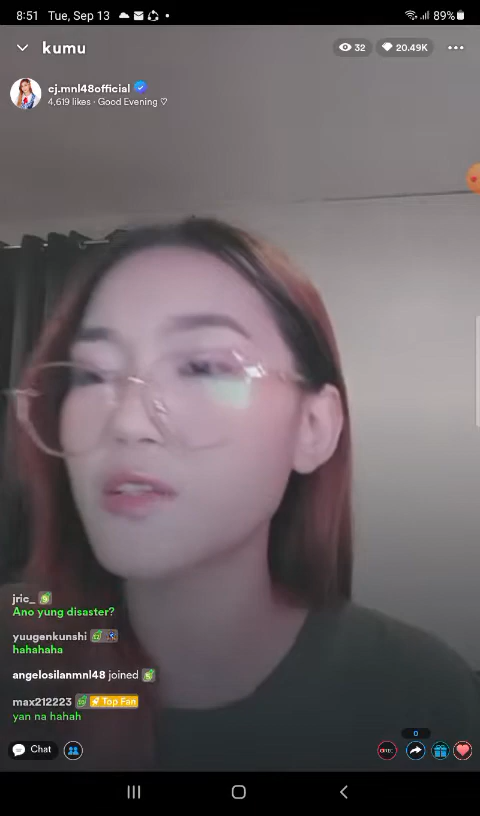 8:51 Tue, Sep 13 89%
kumu 32 20.49K
cj.mnl48official
4,619 likes · Good Evening ♡
jric_
Ano yung disaster?
yuugenkunshi
hahahaha
angelosilanmnl48 joined
max212223 Top Fan
yan na hahah
0
Chat